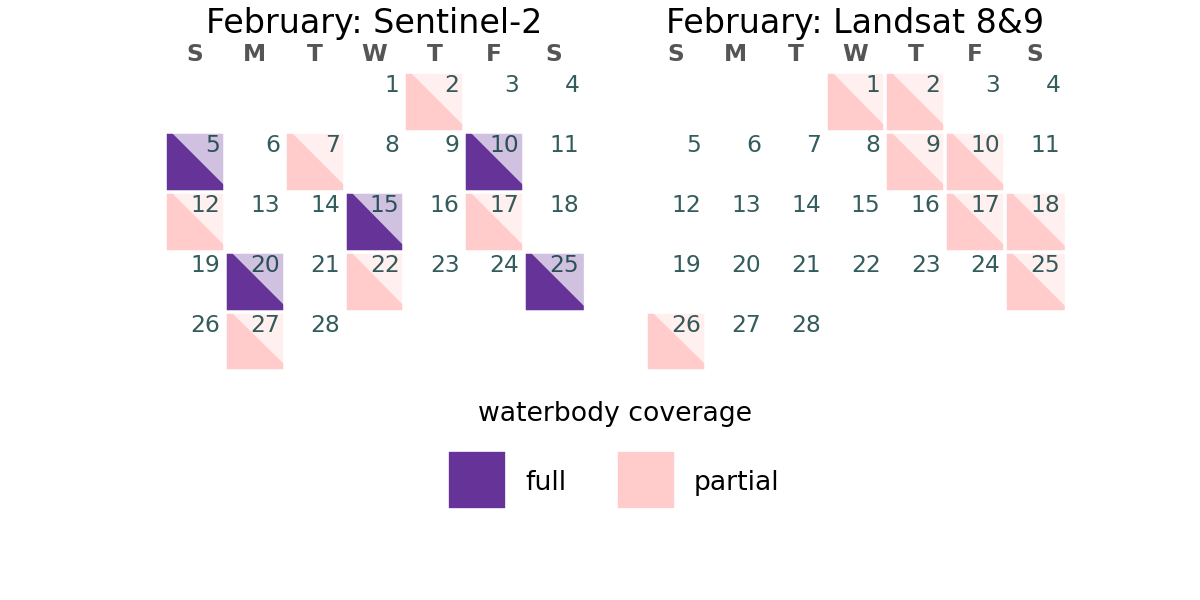 February: Sentinel-2
S M T W T F S
1 2 3 4
5 6 7 8 9 10 11
12 13 14 15 16 17 18
19 20 21 22 23 24 25
26 27 28
February: Landsat 8&9
S M T W T F S
1 2 3 4
5 6 7 8 9 10 11
12 13 14 15 16 17 18
19 20 21 22 23 24 25
26 27 28
waterbody coverage
full partial